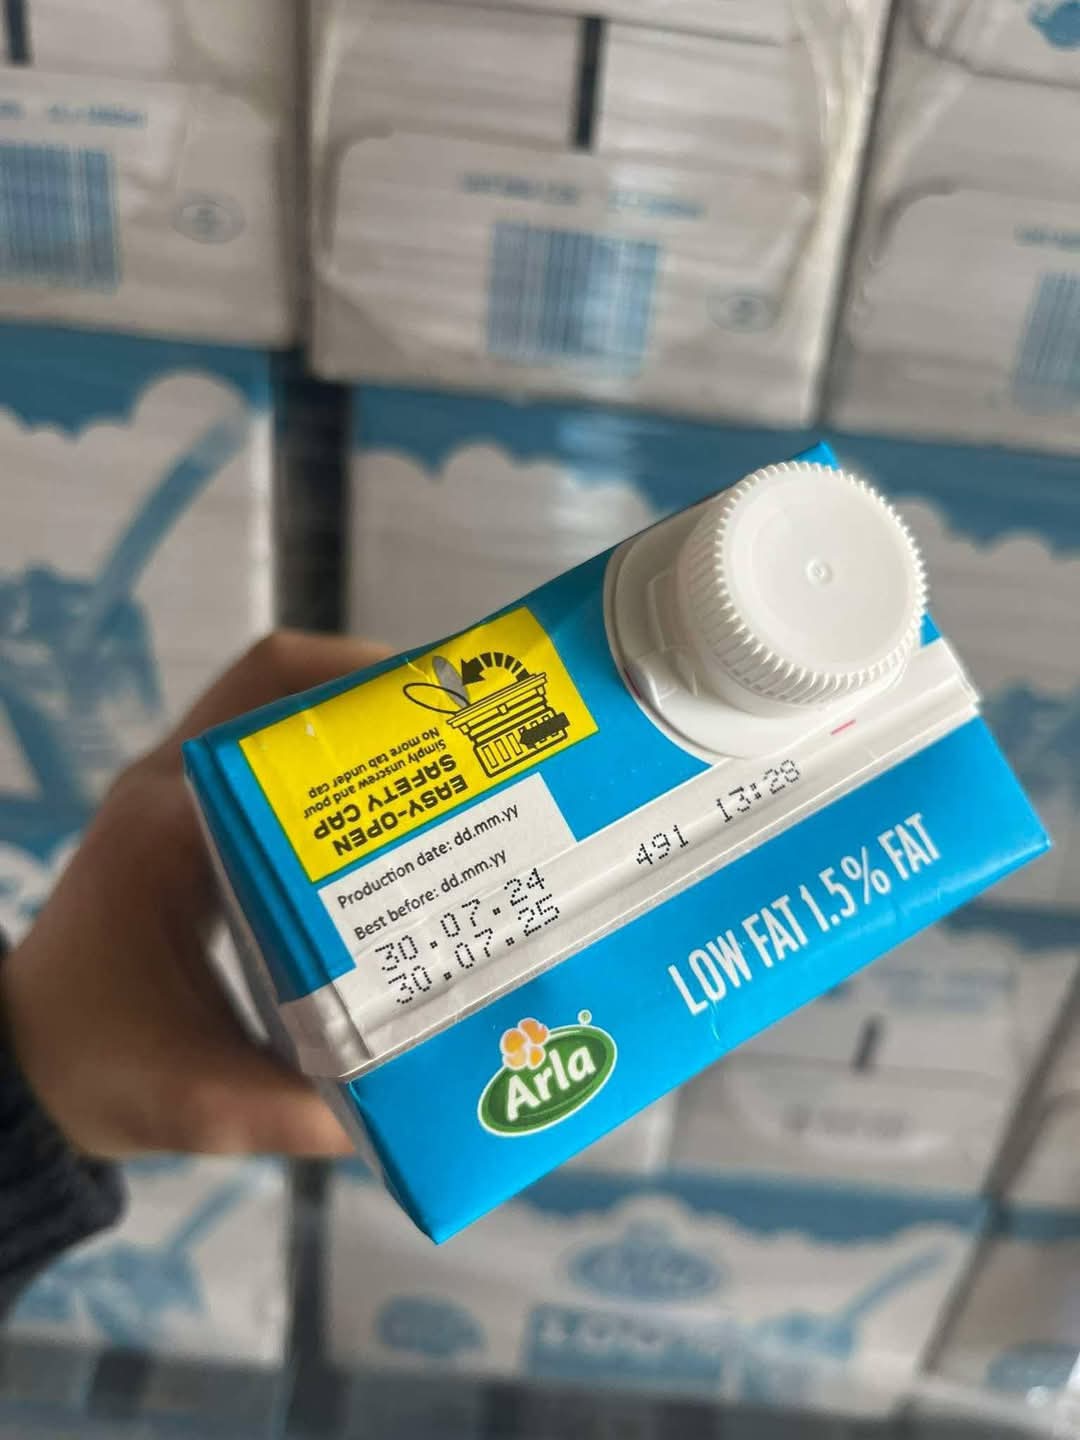 EASY-OPEN
SAFETY CAP
Simply unscrew and pour
No more tab under cap
Production date: dd.mm.yy
Best before: dd.mm.yy
30.07.24
30.07.25
491 13:28
LOW FAT 1.5% FAT
Arla®